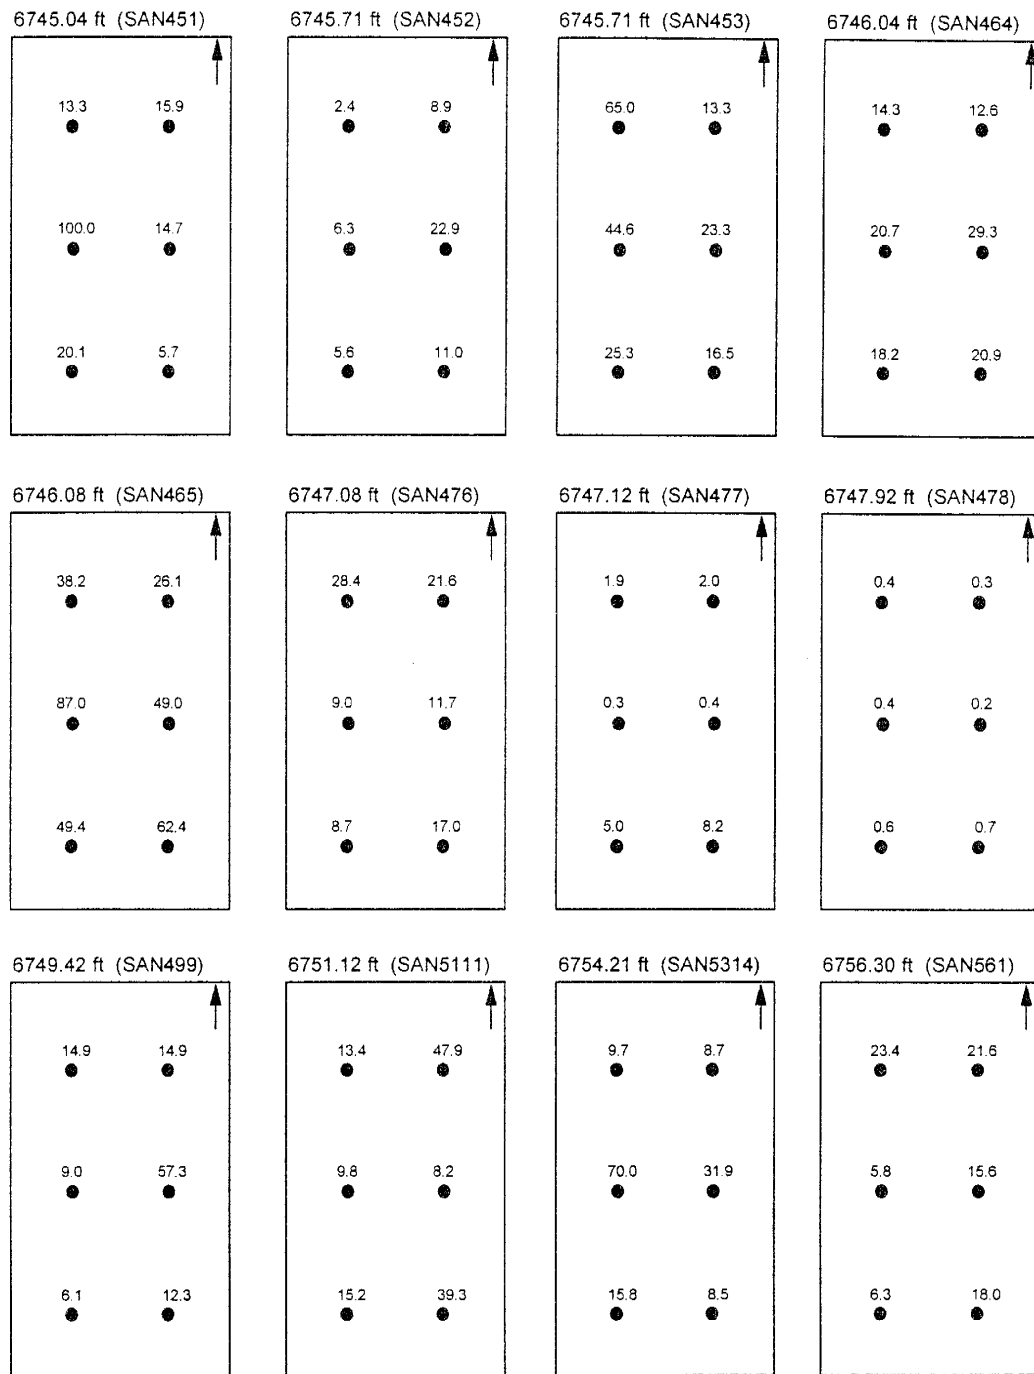 6745.04 ft (SAN451) 6745.71 ft (SAN452) 6745.71 ft (SAN453) 6746.04 ft (SAN464)
13.3 15.9 2.4 8.9 65.0 13.3 14.3 12.6
100.0 14.7 6.3 22.9 44.6 23.3 20.7 29.3
20.1 5.7 5.6 11.0 25.3 16.5 18.2 20.9
6746.08 ft (SAN465) 6747.08 ft (SAN476) 6747.12 ft (SAN477) 6747.92 ft (SAN478)
38.2 26.1 28.4 21.6 1.9 2.0 0.4 0.3
87.0 49.0 9.0 11.7 0.3 0.4 0.4 0.2
49.4 62.4 8.7 17.0 5.0 8.2 0.6 0.7
6749.42 ft (SAN499) 6751.12 ft (SAN5111) 6754.21 ft (SAN5314) 6756.30 ft (SAN561)
14.9 14.9 13.4 47.9 9.7 8.7 23.4 21.6
9.0 57.3 9.8 8.2 70.0 31.9 5.8 15.6
6.1 12.3 15.2 39.3 15.8 8.5 6.3 18.0